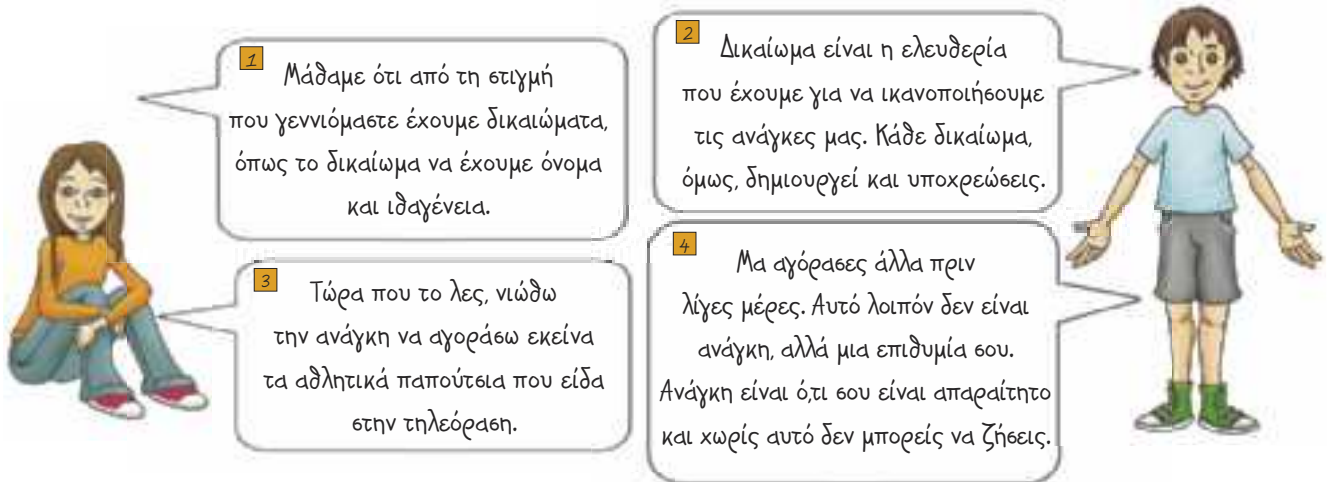 1
Μάθαμε ότι από τη στιγμή
που γεννιόμαστε έχουμε δικαιώματα,
όπως το δικαίωμα να έχουμε όνομα
και ιθαγένεια.
2
Δικαίωμα είναι η ελευθερία
που έχουμε για να ικανοποιήσουμε
τις ανάγκες μας. Κάθε δικαίωμα,
όμως, δημιουργεί και υποχρεώσεις.
3
Τώρα που το λες, νιώθω
την ανάγκη να αγοράσω εκείνα
τα αθλητικά παπούτσια που είδα
στην τηλεόραση.
4
Μα αγόρασες άλλα πριν
λίγες μέρες. Αυτό λοιπόν δεν είναι
ανάγκη, αλλά μια επιθυμία σου.
Ανάγκη είναι ό,τι σου είναι απαραίτητο
και χωρίς αυτό δεν μπορείς να ζήσεις.